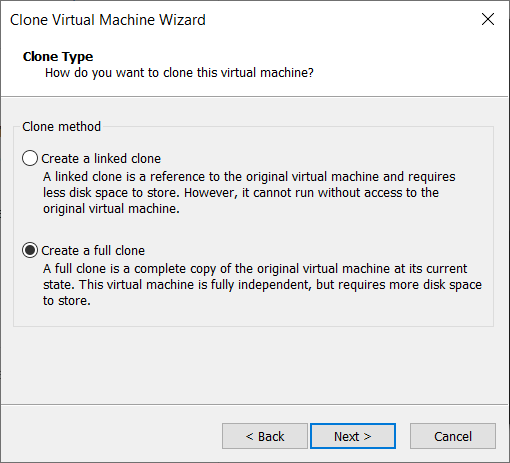 Clone Virtual Machine Wizard
Clone Type
How do you want to clone this virtual machine?
Clone method
Create a linked clone
A linked clone is a reference to the original virtual machine and requires
less disk space to store. However, it cannot run without access to the
original virtual machine.
Create a full clone
A full clone is a complete copy of the original virtual machine at its current
state. This virtual machine is fully independent, but requires more disk space
to store.
< Back
Next >
Cancel